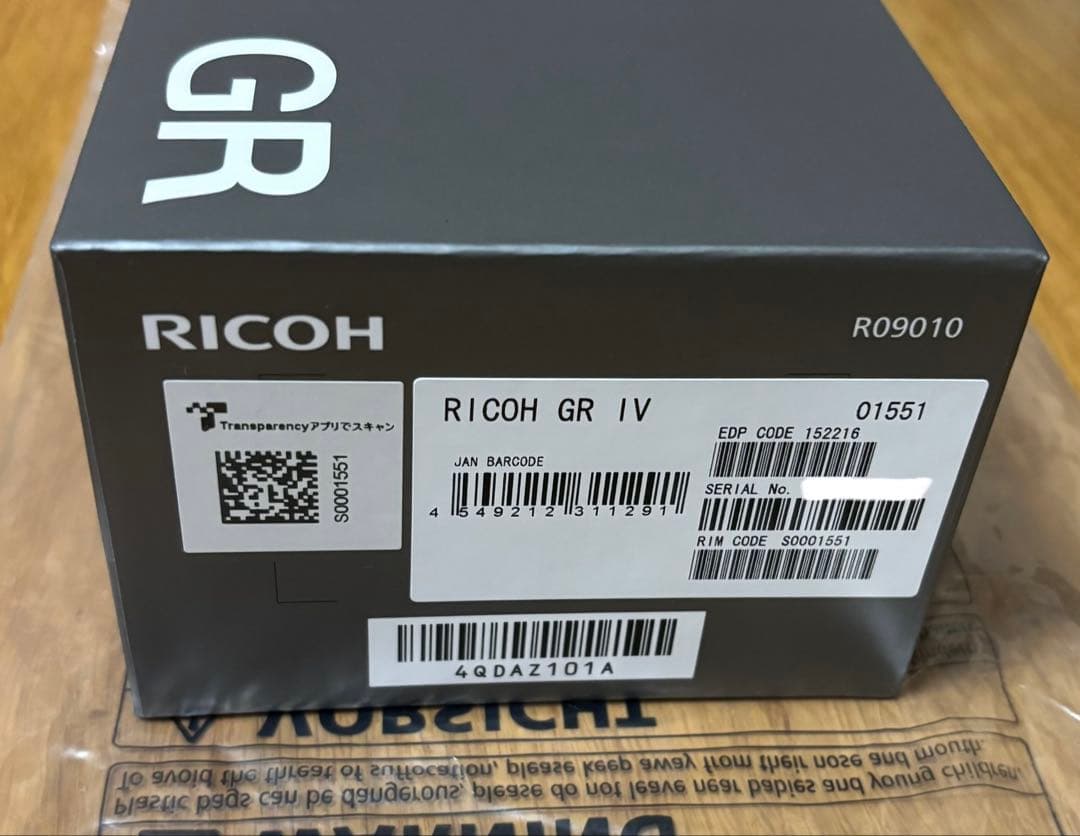 GR
RICOH
R09010
Transparencyアプリでスキャン
S0001551
RICOH GR IV
01551
JAN BARCODE
4 549212 311291
EDP CODE 152216
SERIAL No.
RIM CODE S0001551
4QDAZ101A
VORSICHT
To avoid the threat of suffocation, please keep away from their nose and mouth.
Plastic bags can be dangerous, please do not leave near babies and young children.
WARNING